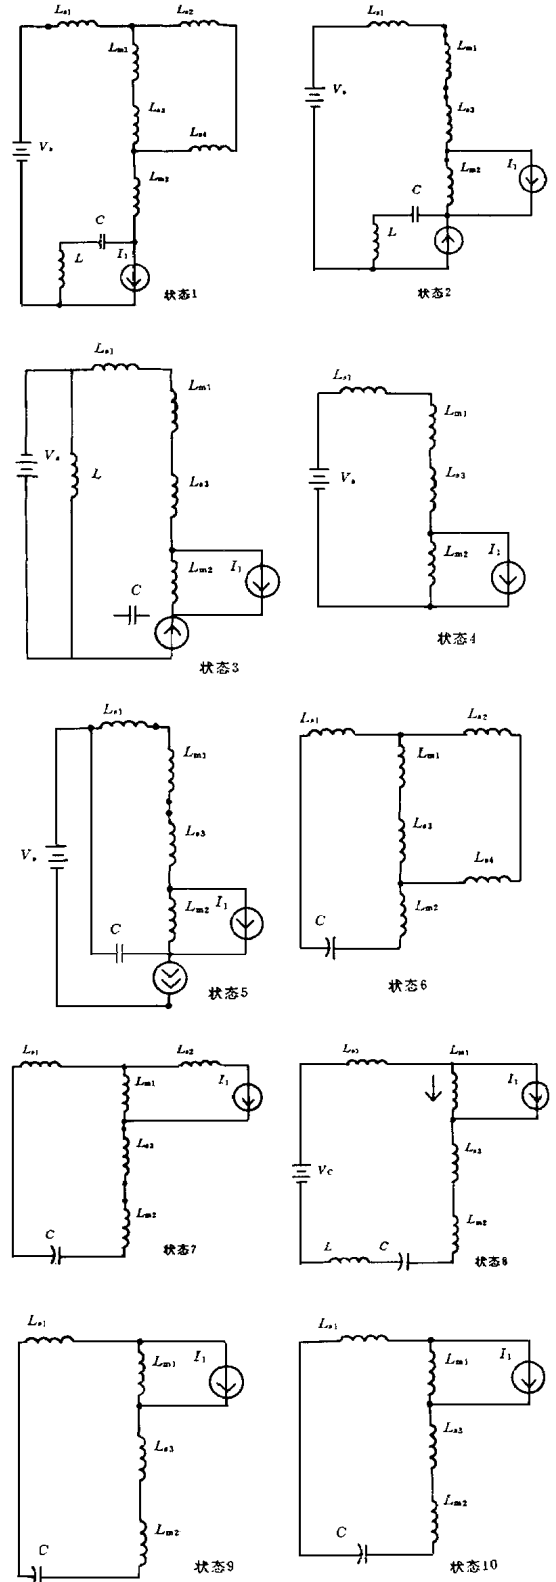 Ls1
Ls2
Lm1
Ls3
Ls4
Vs
Lm2
C
L
I1
状态1
Ls1
Lm1
Vs
Ls3
I1
Lm2
C
L
状态2
Ls1
Lm1
Vs
L
Ls3
Lm2
I1
C
状态3
Ls1
Lm1
Ls3
Vs
Lm2
I1
状态4
Ls1
Lm1
Ls3
Vs
Lm2
I1
C
状态5
Ls1
Ls2
Lm1
Ls3
Ls4
Lm2
C
状态6
Ls1
Ls2
Lm1
I1
Ls3
Lm2
C
状态7
Ls1
Lm1
I1
Ls3
VC
Lm2
L
C
状态8
Ls1
Lm1
I1
Ls3
Lm2
C
状态9
Ls1
Lm1
I1
Ls3
Lm2
C
状态10